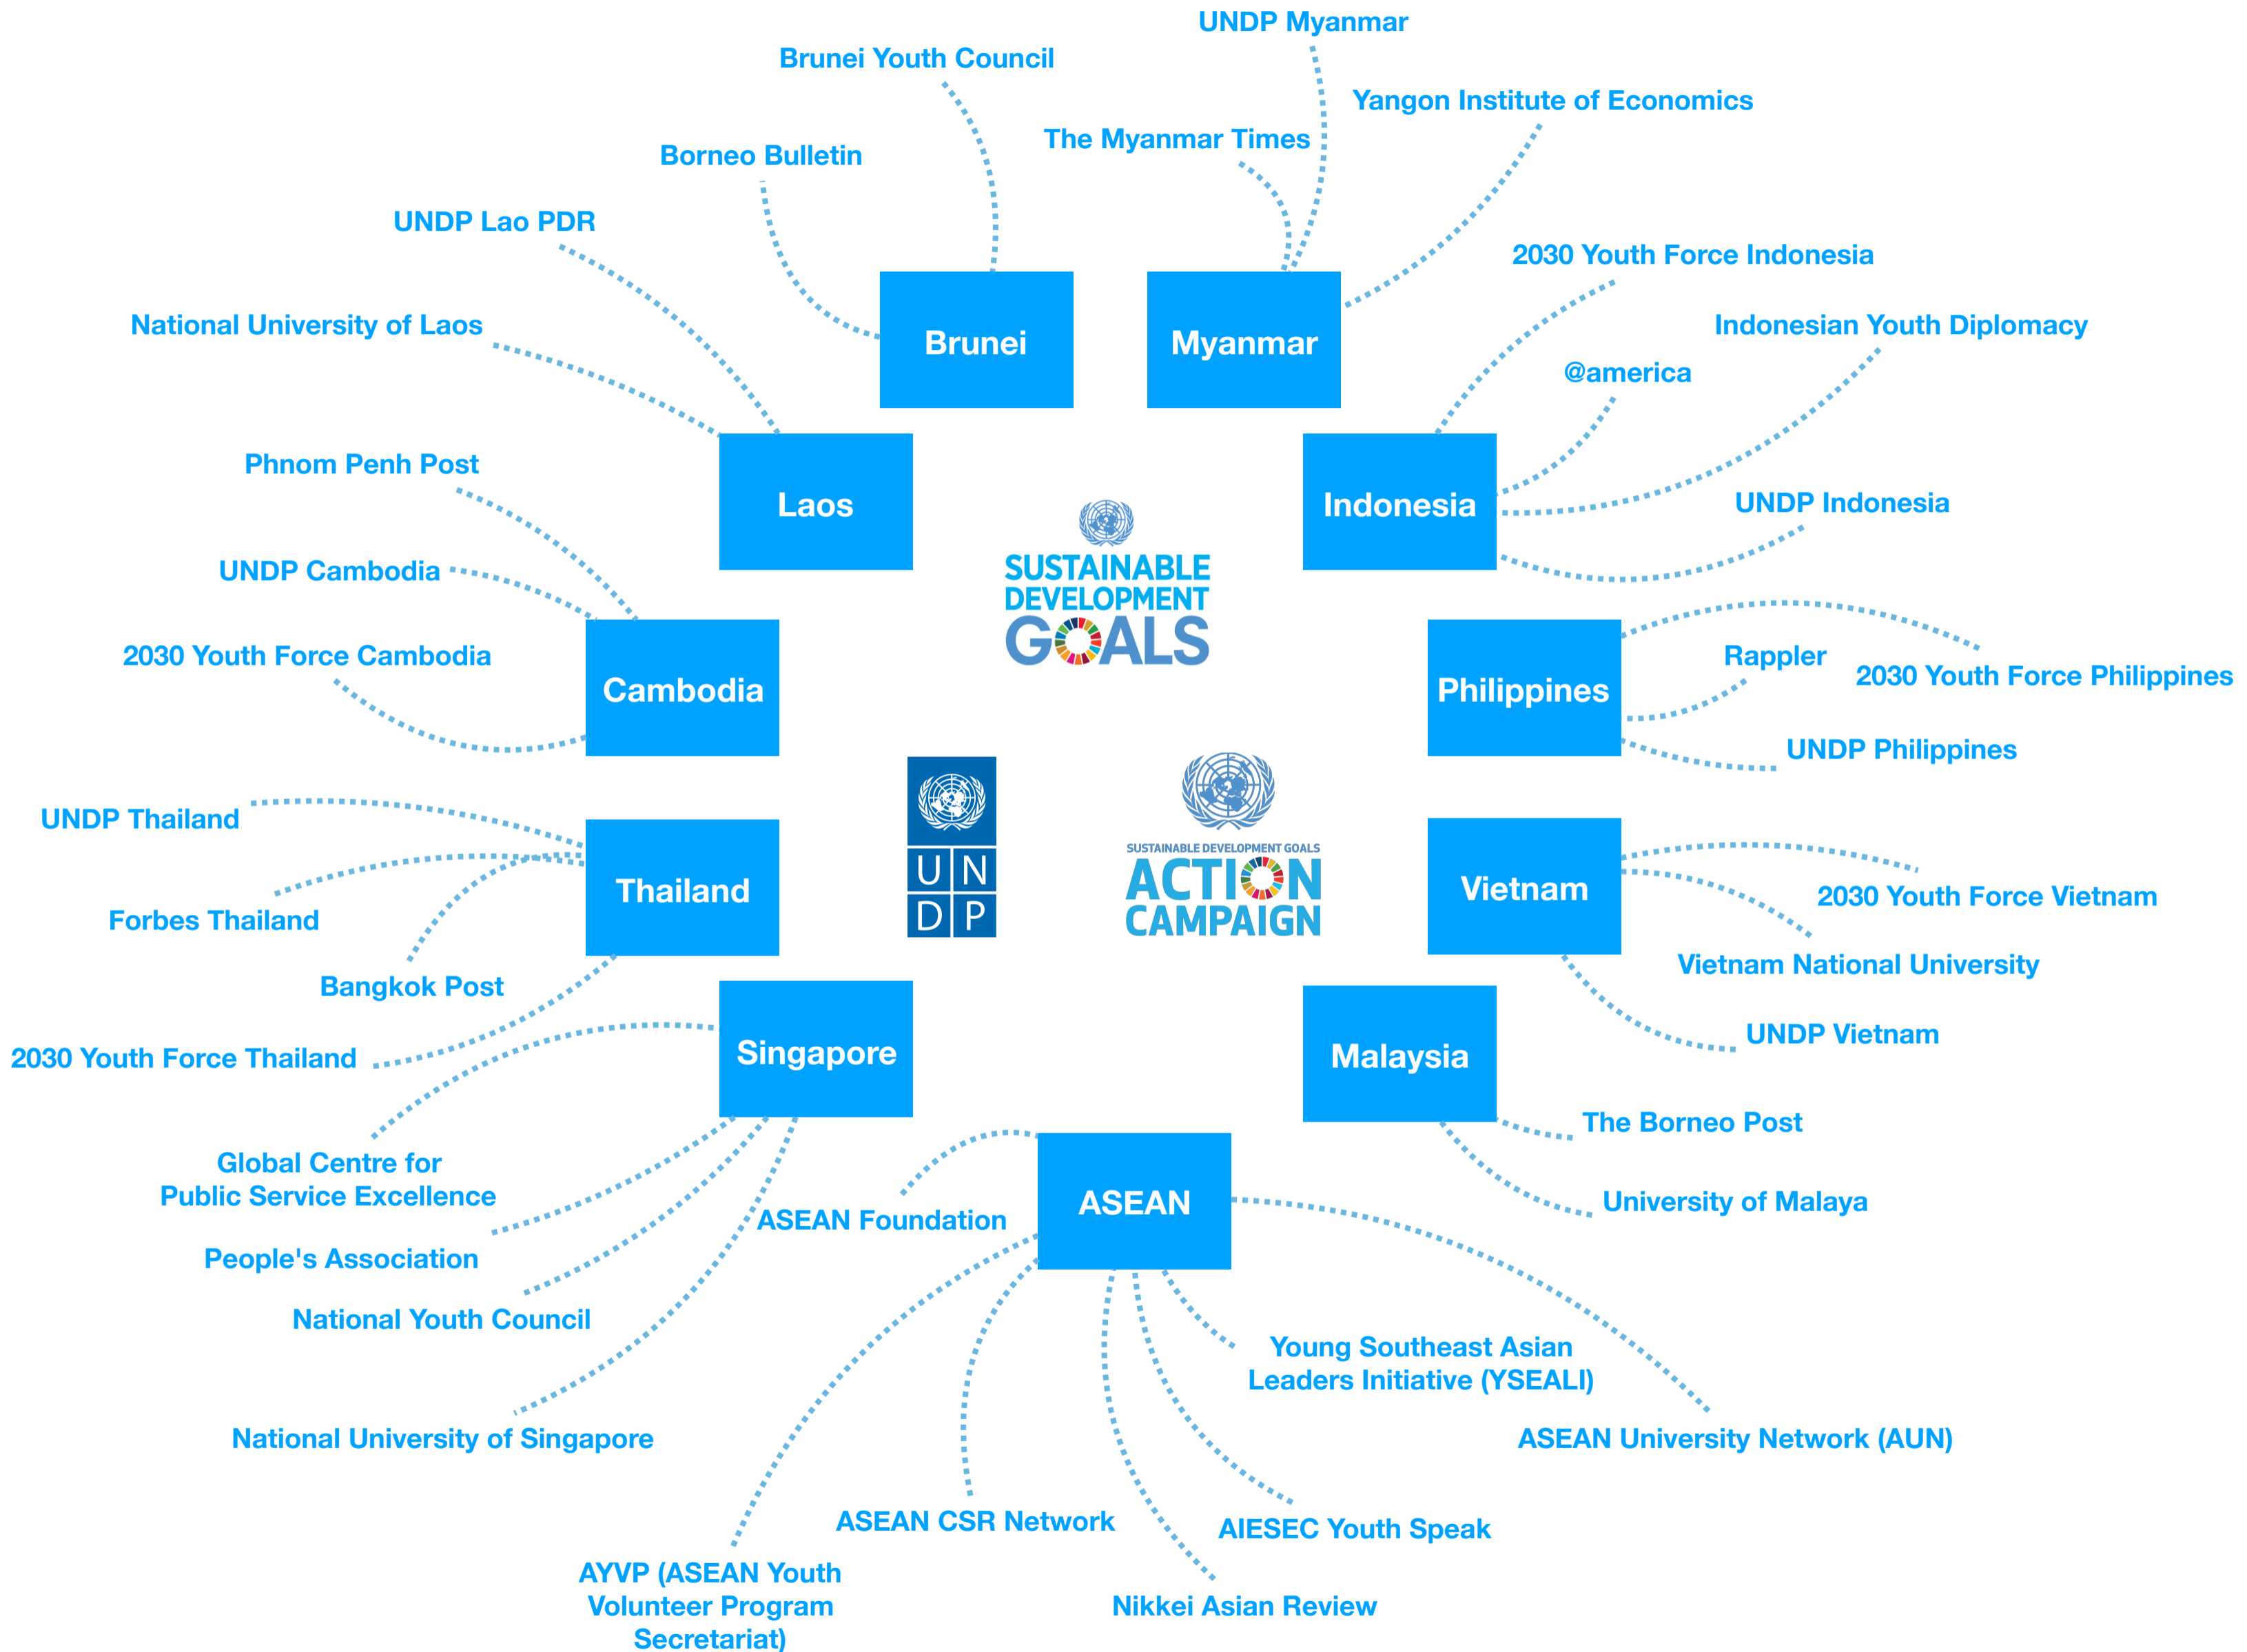 UNDP Myanmar
Brunei Youth Council
Yangon Institute of Economics
The Myanmar Times
Borneo Bulletin
UNDP Lao PDR
2030 Youth Force Indonesia
National University of Laos
Indonesian Youth Diplomacy
Brunei
Myanmar
@america
Phnom Penh Post
Laos
Indonesia
UNDP Indonesia
SUSTAINABLE
DEVELOPMENT
GOALS
UNDP Cambodia
2030 Youth Force Cambodia
Rappler
2030 Youth Force Philippines
Cambodia
Philippines
UNDP Philippines
UNDP Thailand
UN
DP
SUSTAINABLE DEVELOPMENT GOALS
ACTION
CAMPAIGN
Thailand
Vietnam
2030 Youth Force Vietnam
Forbes Thailand
Vietnam National University
Bangkok Post
UNDP Vietnam
2030 Youth Force Thailand
Singapore
Malaysia
The Borneo Post
Global Centre for
Public Service Excellence
ASEAN Foundation
ASEAN
University of Malaya
People's Association
National Youth Council
Young Southeast Asian
Leaders Initiative (YSEALI)
National University of Singapore
ASEAN University Network (AUN)
ASEAN CSR Network
AIESEC Youth Speak
AYVP (ASEAN Youth
Volunteer Program
Secretariat)
Nikkei Asian Review